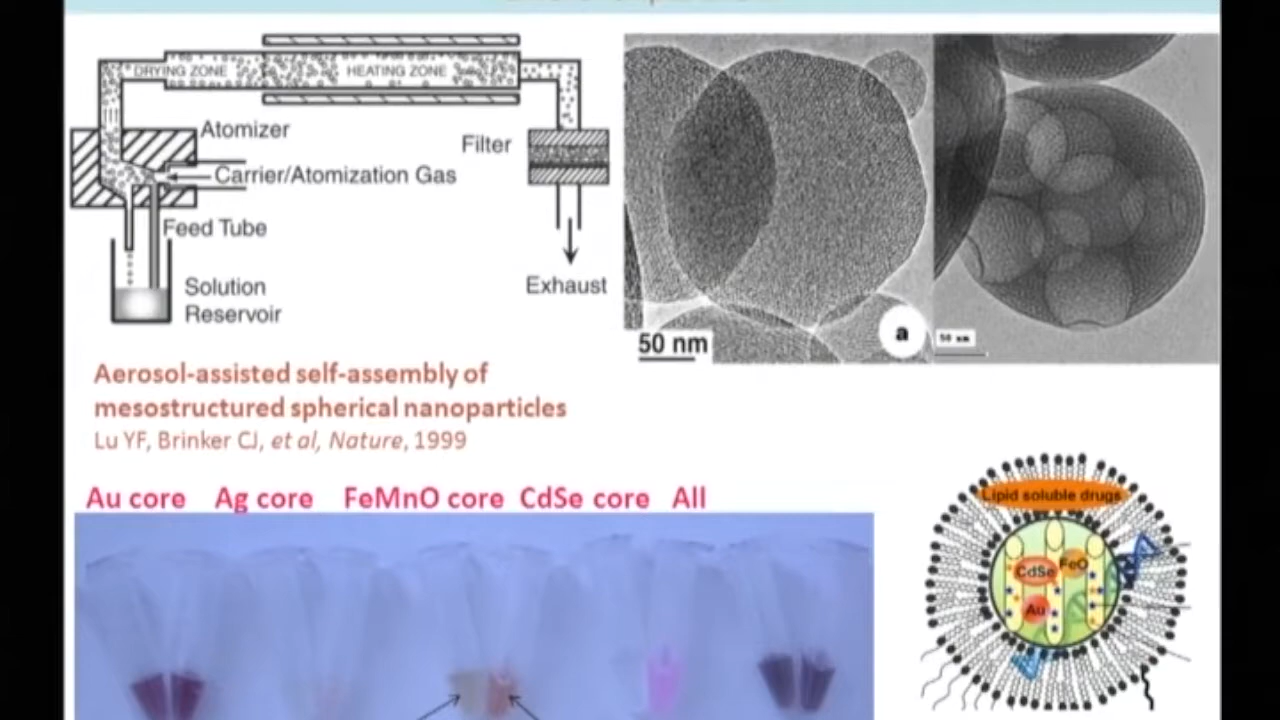 DRYING ZONE
HEATING ZONE
Atomizer
Filter
Carrier/Atomization Gas
Feed Tube
Solution
Reservoir
Exhaust
a
50 nm
50 nm
Aerosol-assisted self-assembly of
mesostructured spherical nanoparticles
Lu YF, Brinker CJ, et al, Nature, 1999
Au core Ag core FeMnO core CdSe core All
Lipid soluble drugs
CdSe
FeO
Au